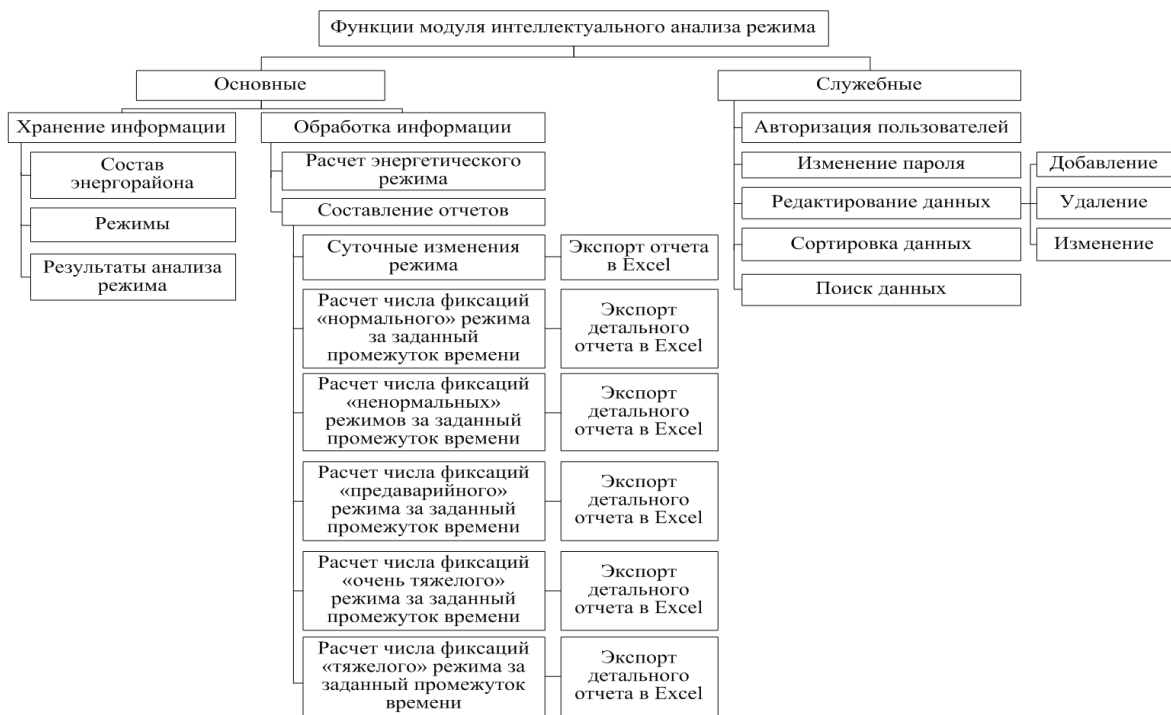 Функции модуля интеллектуального анализа режима
Основные
Служебные
Хранение информации
Состав
энергорайона
Режимы
Результаты анализа
режима
Обработка информации
Расчет энергетического
режима
Составление отчетов
Суточные изменения
режима
Экспорт отчета
в Excel
Расчет числа фиксаций
«нормального» режима
за заданный
промежуток времени
Экспорт
детального
отчета в Excel
Расчет числа фиксаций
«ненормальных»
режимов за заданный
промежуток времени
Экспорт
детального
отчета в Excel
Расчет числа фиксаций
«предаварийного»
режима за заданный
промежуток времени
Экспорт
детального
отчета в Excel
Расчет числа фиксаций
«очень тяжелого»
режима за заданный
промежуток времени
Экспорт
детального
отчета в Excel
Расчет числа фиксаций
«тяжелого» режима за
заданный промежуток
времени
Экспорт
детального
отчета в Excel
Авторизация пользователей
Изменение пароля
Редактирование данных
Добавление
Удаление
Изменение
Сортировка данных
Поиск данных